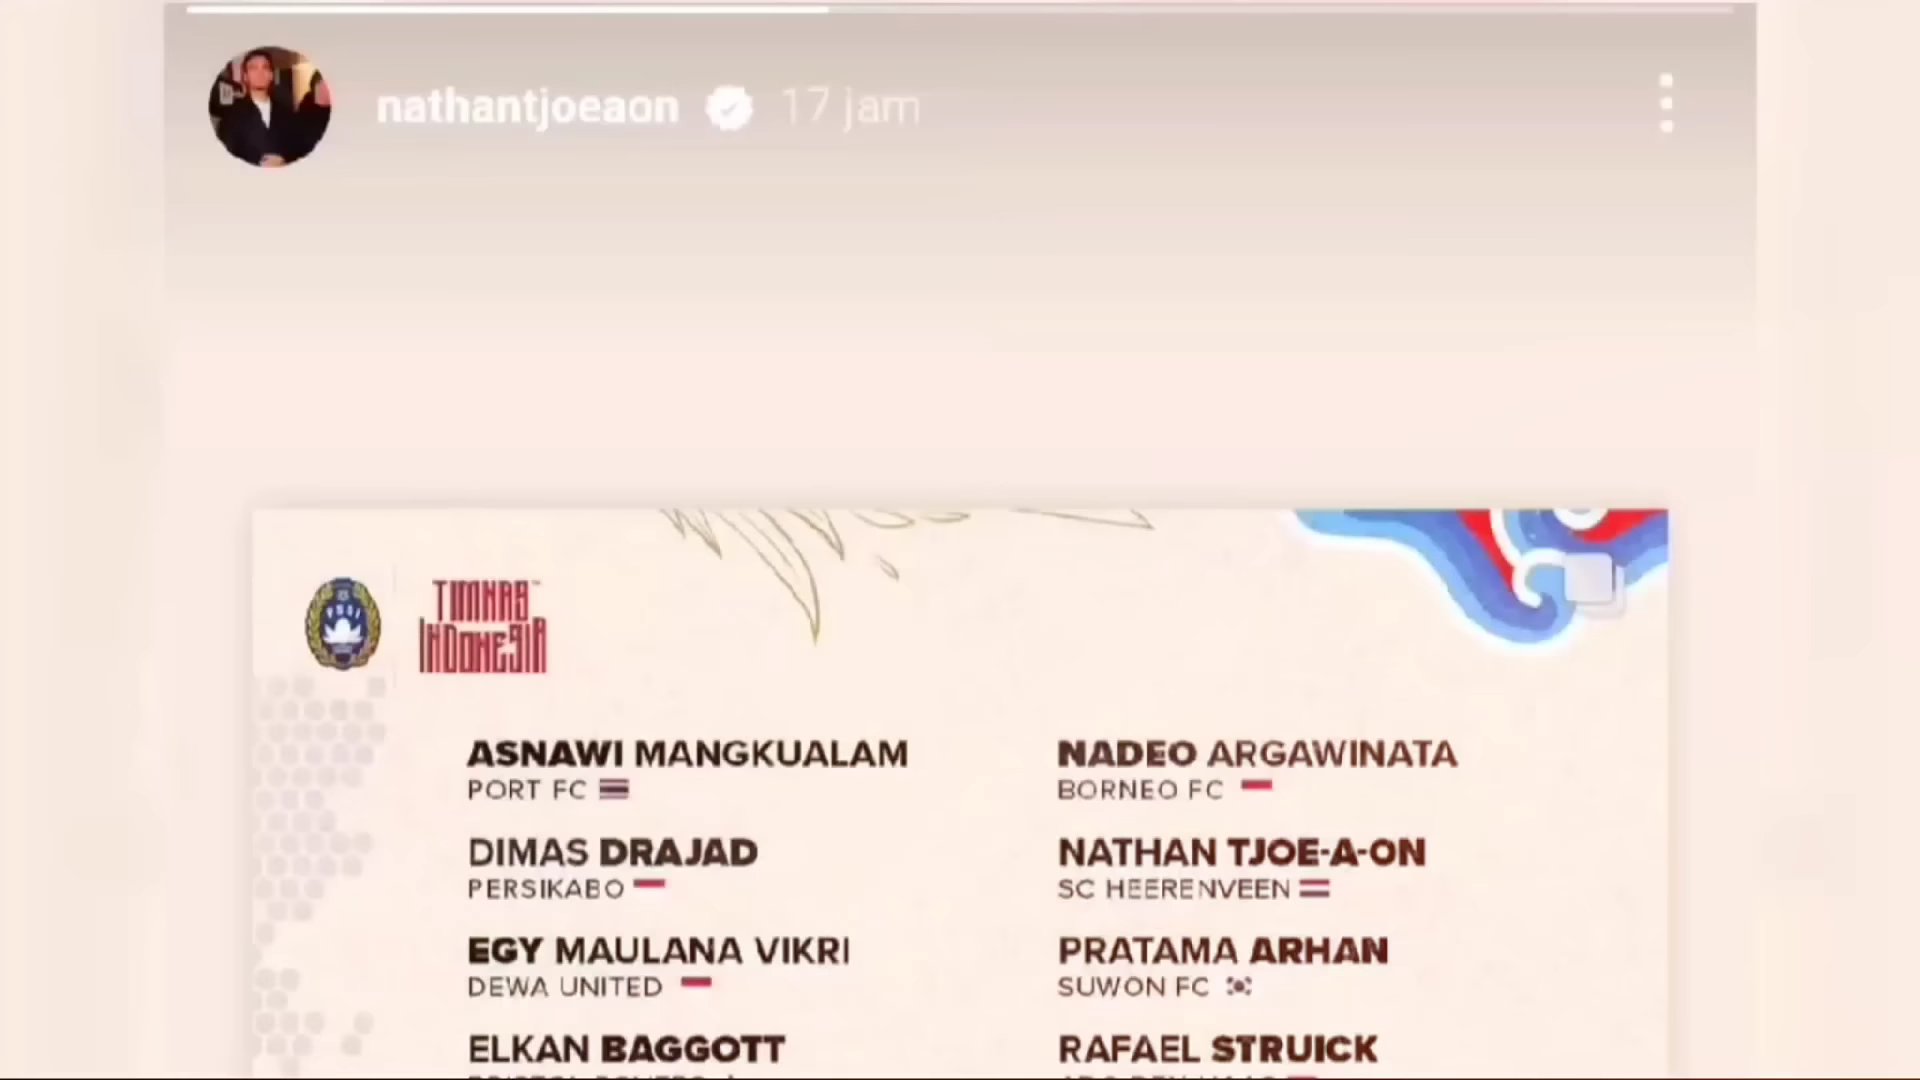 nathantjoeaon 17 jam
PSSI
TIMNAS
INDONESIA
ASNAWI MANGKUALAM
PORT FC
DIMAS DRAJAD
PERSIKABO
EGY MAULANA VIKRI
DEWA UNITED
ELKAN BAGGOTT
NADEO ARGAWINATA
BORNEO FC
NATHAN TJOE-A-ON
SC HEERENVEEN
PRATAMA ARHAN
SUWON FC
RAFAEL STRUICK